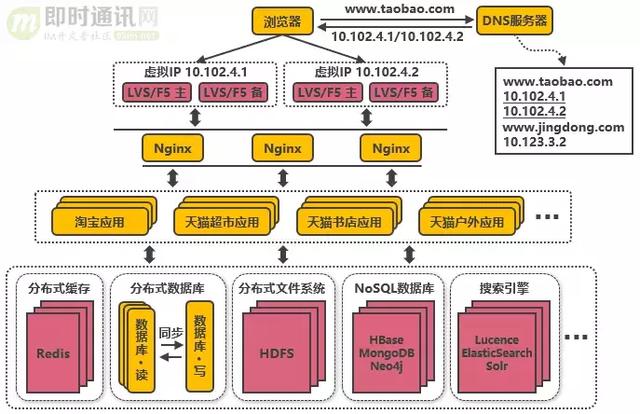 即时通讯网
IM开发者社区 52im.net
浏览器
www.taobao.com
10.102.4.1/10.102.4.2
DNS服务器
www.taobao.com
10.102.4.1
10.102.4.2
www.jingdong.com
10.123.3.2
虚拟IP 10.102.4.1
LVS/F5 主
LVS/F5 备
虚拟IP 10.102.4.2
LVS/F5 主
LVS/F5 备
Nginx
Nginx
Nginx
淘宝应用
天猫超市应用
天猫书店应用
天猫户外应用
分布式缓存
Redis
分布式数据库
数据库·读
同步
数据库·写
分布式文件系统
HDFS
NoSQL数据库
HBase
MongoDB
Neo4j
搜索引擎
Lucence
ElasticSearch
Solr